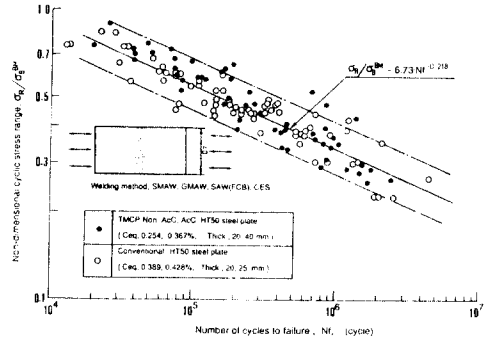 Non-dimensional cyclic stress range, σR/σB^BM
1.0
0.7
0.5
0.3
0.1
σR/σB^BM = 6.73·Nf^-0.218
Welding method, SMAW, GMAW, SAW(FCB), CES
● TMCP Non AcC, AcC HT50 steel plate
( Ceq. 0.254, 0.367%, Thick., 20, 40 mm)
○ Conventional HT50 steel plate
( Ceq. 0.389, 0.428%, Thick, 20, 25 mm)
10^4 10^5 10^6 10^7
Number of cycles to failure, Nf, (cycle)